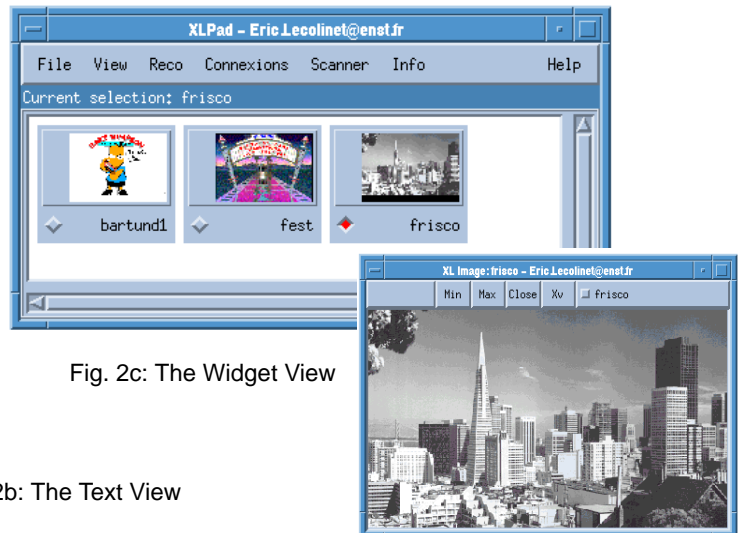 XLPad - Eric.Lecolinet@enst.fr
File View Reco Connexions Scanner Info Help
Current selection: frisco
bartund1 fest frisco
XL Image: frisco - Eric.Lecolinet@enst.fr
Min Max Close Xv frisco
Fig. 2c: The Widget View
2b: The Text View